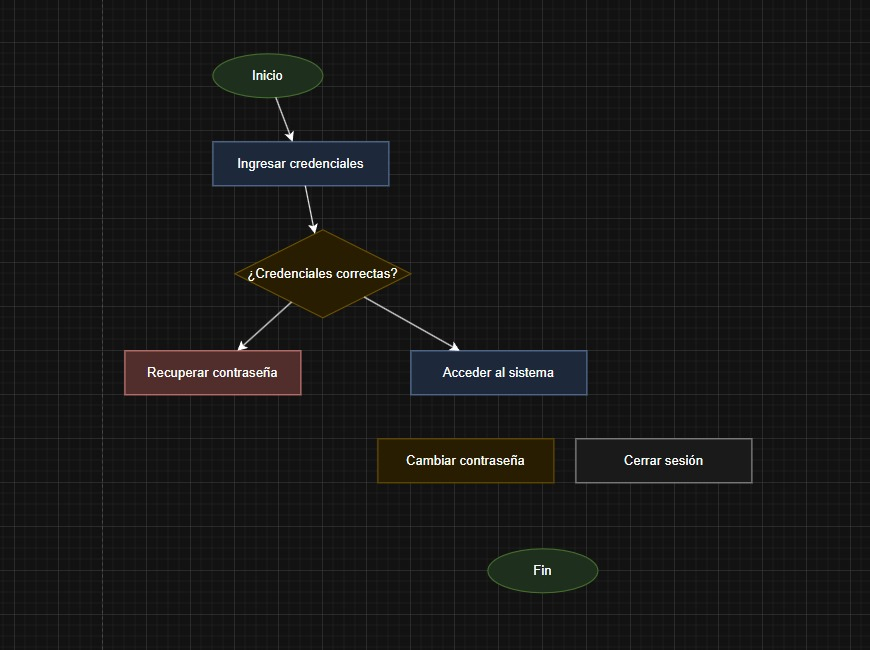 Inicio
Ingresar credenciales
¿Credenciales correctas?
Recuperar contraseña
Acceder al sistema
Cambiar contraseña
Cerrar sesión
Fin